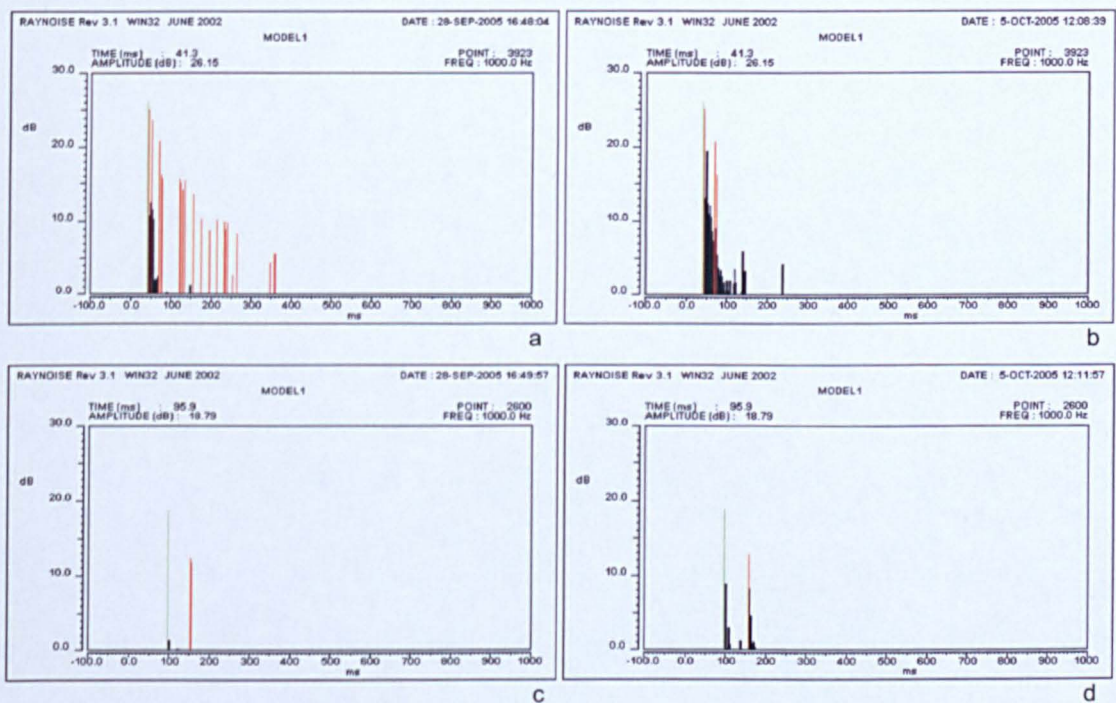 RAYNOISE Rev 3.1 WIN32 JUNE 2002 DATE : 28-SEP-2005 16:48:04
MODEL1
TIME (ms) : 41.3 POINT : 3923
AMPLITUDE (dB) : 26.15 FREQ : 1000.0 Hz
30.0
dB
20.0
10.0
0.0
-100.0 0.0 100 200 300 400 500 600 700 800 900 1000
ms
a
RAYNOISE Rev 3.1 WIN32 JUNE 2002 DATE : 5-OCT-2005 12:08:39
MODEL1
TIME (ms) : 41.3 POINT : 3923
AMPLITUDE (dB) : 26.15 FREQ : 1000.0 Hz
30.0
dB
20.0
10.0
0.0
-100.0 0.0 100 200 300 400 500 600 700 800 900 1000
ms
b
RAYNOISE Rev 3.1 WIN32 JUNE 2002 DATE : 28-SEP-2005 16:49:57
MODEL1
TIME (ms) : 95.9 POINT : 2600
AMPLITUDE (dB) : 18.79 FREQ : 1000.0 Hz
30.0
dB
20.0
10.0
0.0
-100.0 0.0 100 200 300 400 500 600 700 800 900 1000
ms
c
RAYNOISE Rev 3.1 WIN32 JUNE 2002 DATE : 5-OCT-2005 12:11:57
MODEL1
TIME (ms) : 95.9 POINT : 2600
AMPLITUDE (dB) : 18.79 FREQ : 1000.0 Hz
30.0
dB
20.0
10.0
0.0
-100.0 0.0 100 200 300 400 500 600 700 800 900 1000
ms
d